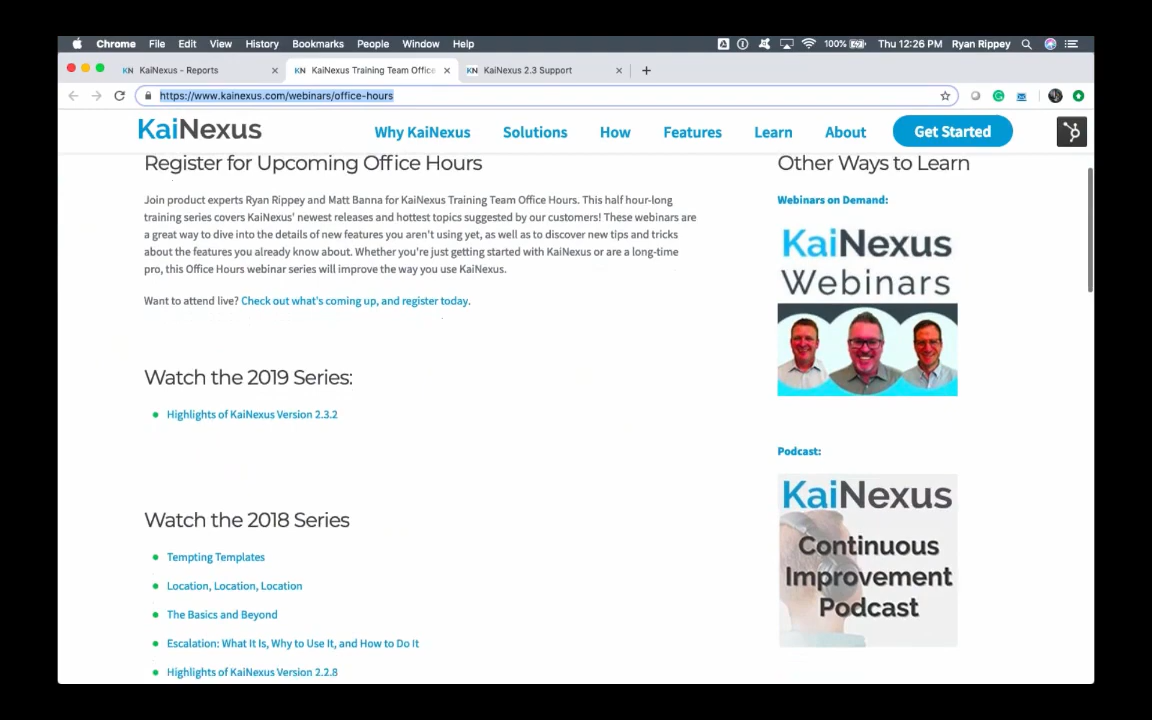 Chrome File Edit View History Bookmarks People Window Help 100% Thu 12:26 PM Ryan Rippey
KN KaiNexus - Reports
KN KaiNexus Training Team Office
KN KaiNexus 2.3 Support
https://www.kainexus.com/webinars/office-hours
KaiNexus Why KaiNexus Solutions How Features Learn About Get Started
Register for Upcoming Office Hours
Join product experts Ryan Rippey and Matt Banna for KaiNexus Training Team Office Hours. This half hour-long
training series covers KaiNexus' newest releases and hottest topics suggested by our customers! These webinars are
a great way to dive into the details of new features you aren't using yet, as well as to discover new tips and tricks
about the features you already know about. Whether you're just getting started with KaiNexus or are a long-time
pro, this Office Hours webinar series will improve the way you use KaiNexus.
Want to attend live? Check out what's coming up, and register today.
Watch the 2019 Series:
Highlights of KaiNexus Version 2.3.2
Watch the 2018 Series
Tempting Templates
Location, Location, Location
The Basics and Beyond
Escalation: What It Is, Why to Use It, and How to Do It
Highlights of KaiNexus Version 2.2.8
Other Ways to Learn
Webinars on Demand:
KaiNexus
Webinars
Podcast:
KaiNexus
Continuous
Improvement
Podcast